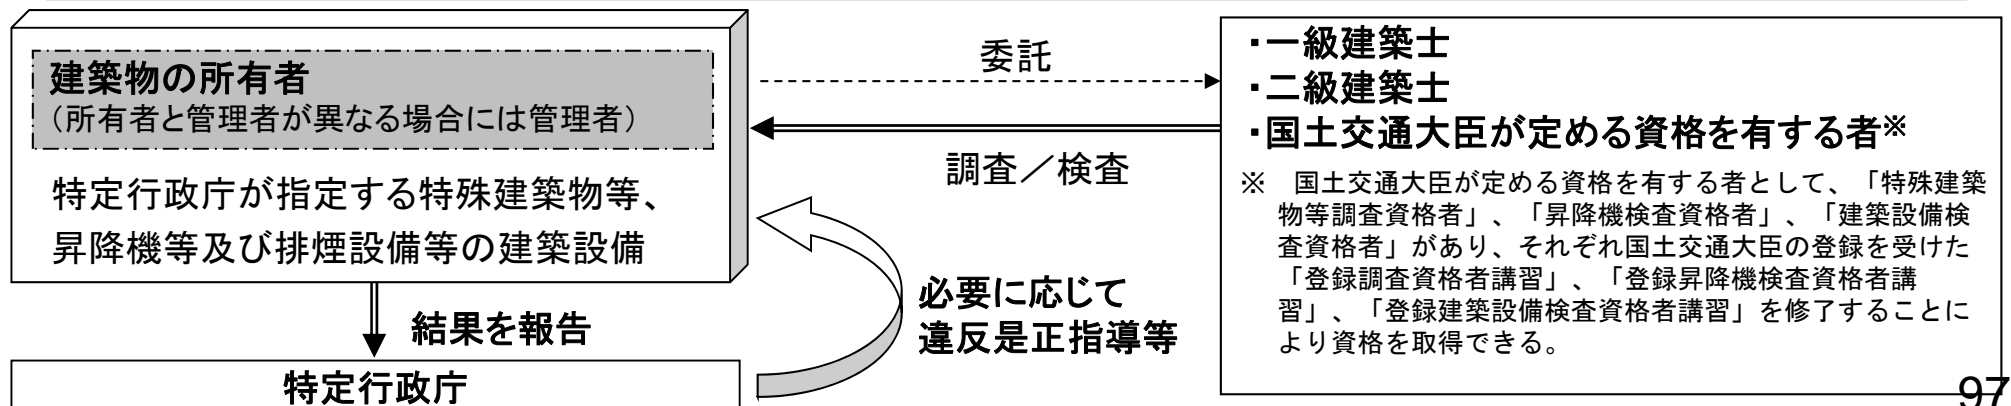 建築物の所有者
（所有者と管理者が異なる場合には管理者）
特定行政庁が指定する特殊建築物等、
昇降機等及び排煙設備等の建築設備
委託
調査／検査
・一級建築士
・二級建築士
・国土交通大臣が定める資格を有する者※
※　国土交通大臣が定める資格を有する者として、「特殊建築
物等調査資格者」、「昇降機検査資格者」、「建築設備検
査資格者」があり、それぞれ国土交通大臣の登録を受けた
「登録調査資格者講習」、「登録昇降機検査資格者講
習」、「登録建築設備検査資格者講習」を修了することに
より資格を取得できる。
必要に応じて
違反是正指導等
結果を報告
特定行政庁
97